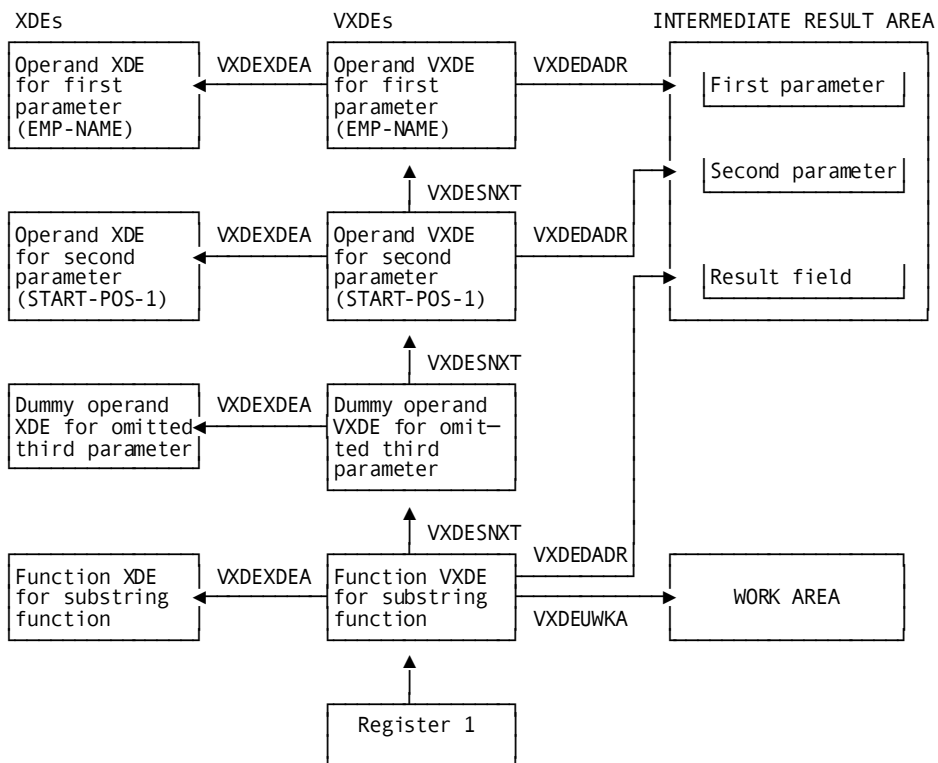 XDEs VXDEs INTERMEDIATE RESULT AREA
Operand XDE
for first
parameter
(EMP-NAME)
VXDEXDEA
Operand VXDE
for first
parameter
(EMP-NAME)
VXDEDADR
First parameter
VXDESNXT
Second parameter
Operand XDE
for second
parameter
(START-POS-1)
VXDEXDEA
Operand VXDE
for second
parameter
(START-POS-1)
VXDEDADR
Result field
VXDESNXT
Dummy operand
XDE for omitted
third parameter
VXDEXDEA
Dummy operand
VXDE for omit—
ted third
parameter
VXDESNXT
VXDEDADR
Function XDE
for substring
function
VXDEXDEA
Function VXDE
for substring
function
VXDEUWKA
WORK AREA
Register 1